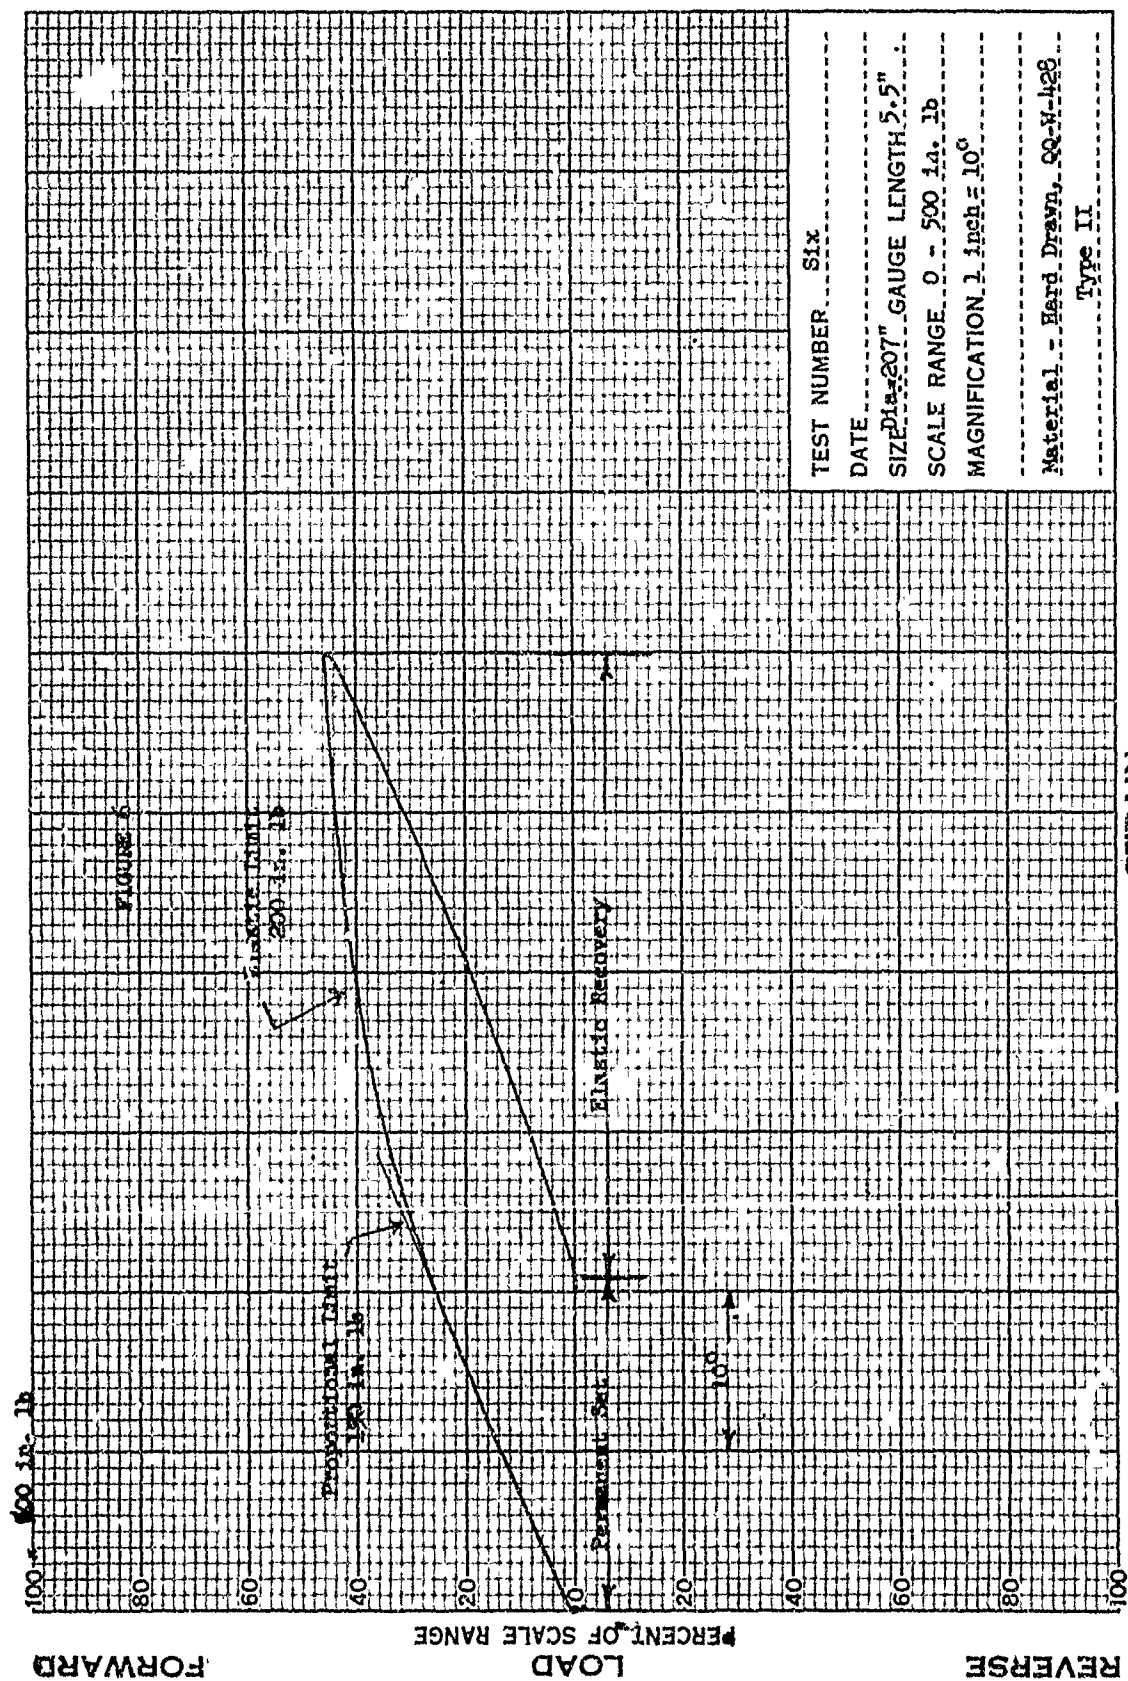 FIGURE 6
100 - 500 in. lb
80
60
40
20
0
20
40
60
80
100
FORWARD
LOAD
REVERSE
PERCENT OF SCALE RANGE
Proportional Limit
in. lb
Elastic Limit
200 in. lb
Permanent Set
Elastic Recovery
10°
TEST NUMBER Six
DATE
SIZE Dia .207" GAUGE LENGTH 5.5"
SCALE RANGE 0 - 500 in. lb
MAGNIFICATION 1 inch = 10°
Material - Hard Drawn, QQ-W-428
Type II